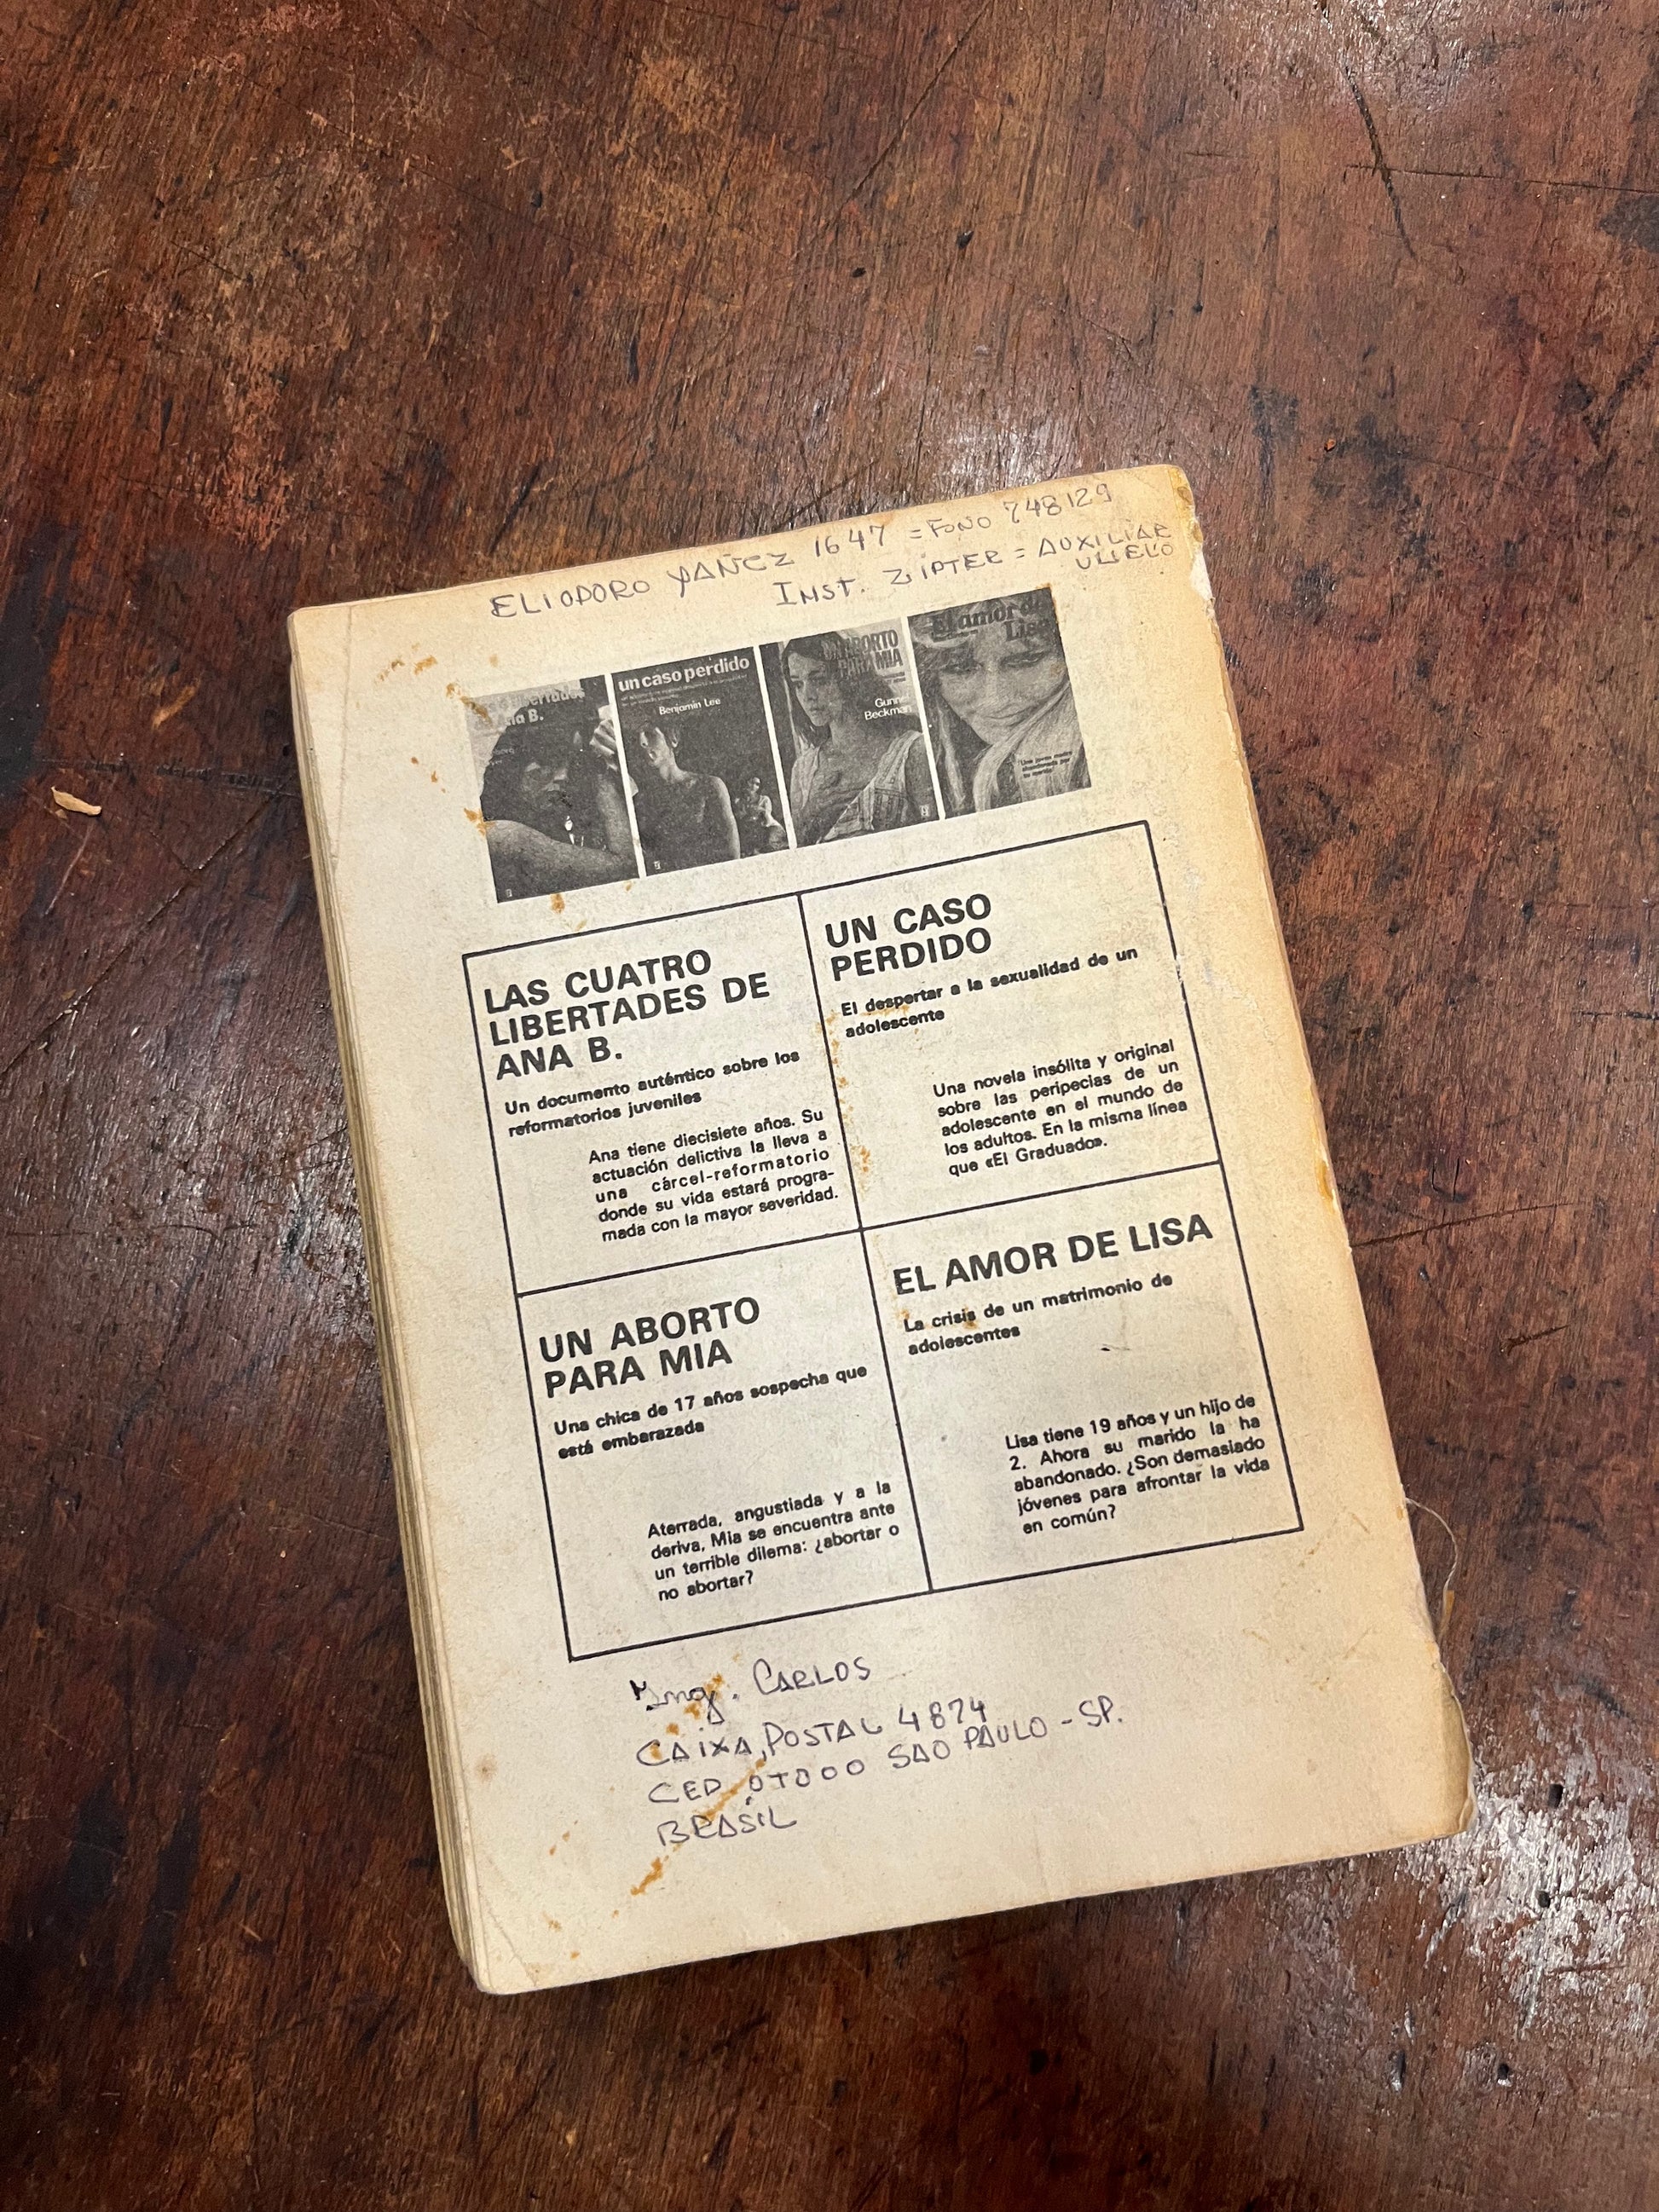 ELIODORO YAÑEZ 1647 = FONO 748129
INST. ZIPTER = AUXILIAR
VUELO
Ana B.
un caso perdido
Benjamin Lee
UN ABORTO
PARA MIA
Gunnel
Beckman
El amor de
Lisa
LAS CUATRO
LIBERTADES DE
ANA B.
Un documento auténtico sobre los
reformatorios juveniles
Ana tiene diecisiete años. Su
actuación delictiva la lleva a
una cárcel-reformatorio
donde su vida estará progra-
mada con la mayor severidad.
UN CASO
PERDIDO
El despertar a la sexualidad de un
adolescente
Una novela insólita y original
sobre las peripecias de un
adolescente en el mundo de
los adultos. En la misma línea
que «El Graduado».
UN ABORTO
PARA MIA
Una chica de 17 años sospecha que
está embarazada
Aterrada, angustiada y a la
deriva, Mia se encuentra ante
un terrible dilema: ¿abortar o
no abortar?
EL AMOR DE LISA
La crisis de un matrimonio de
adolescentes
Lisa tiene 19 años y un hijo de
2. Ahora su marido la ha
abandonado. ¿Son demasiado
jóvenes para afrontar la vida
en común?
Ing. CARLOS
CAIXA POSTAL 4874
CEP 01000 SAO PAULO - SP.
BRASIL